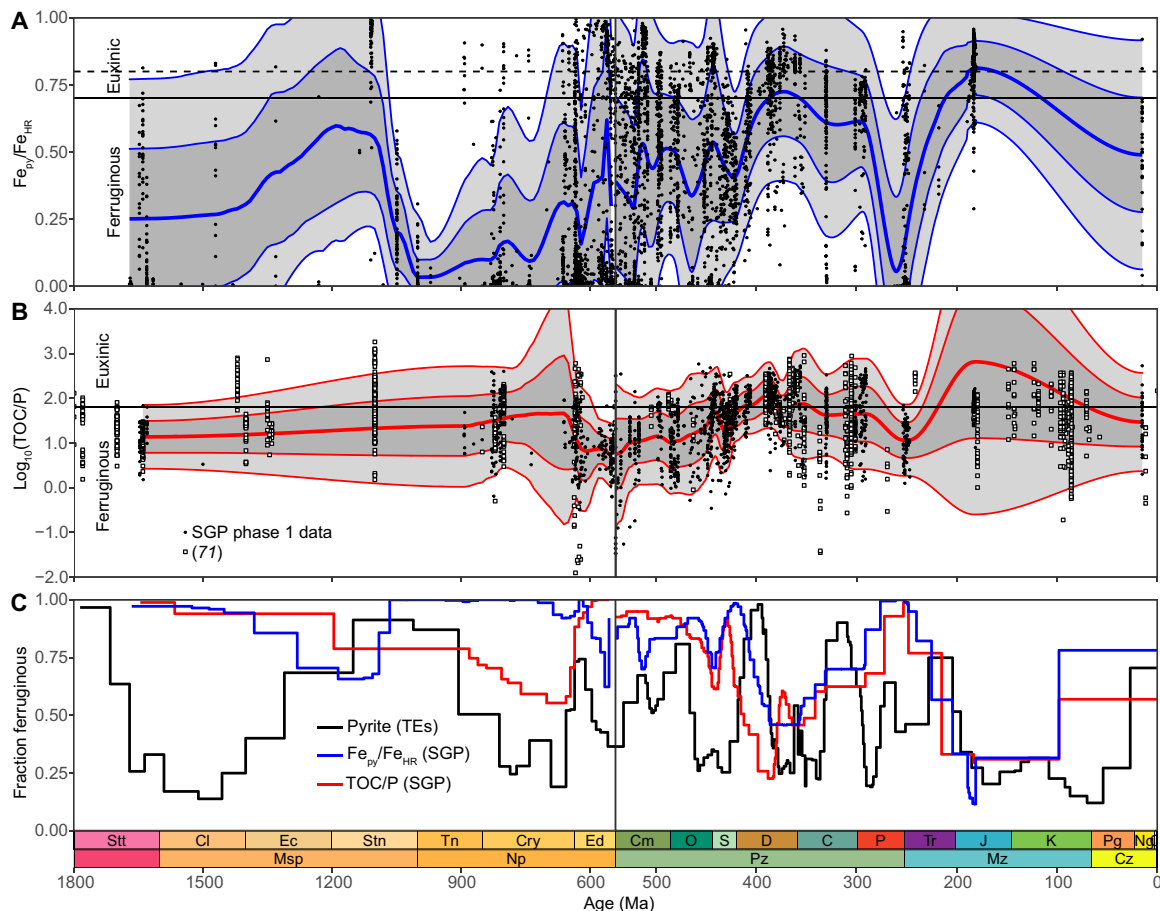 A
1.00
0.75
0.50
0.25
0.00
Fepy/FeHR
Euxinic
Ferruginous
B
4.0
3.0
2.0
1.0
0.0
−1.0
−2.0
Log10(TOC/P)
Euxinic
Ferruginous
SGP phase 1 data
(71)
C
1.00
0.75
0.50
0.25
0.00
Fraction ferruginous
Pyrite (TEs)
Fepy/FeHR (SGP)
TOC/P (SGP)
Stt Cl Ec Stn Tn Cry Ed Cm O S D C P Tr J K Pg Ng
Msp Np Pz Mz Cz
1800 1500 1200 900 600 500 400 300 200 100 0
Age (Ma)